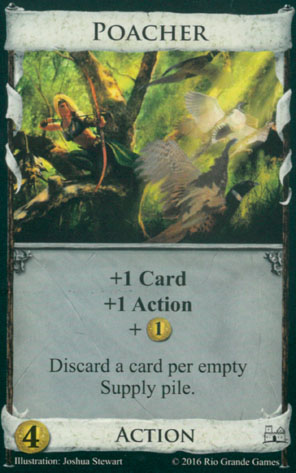 POACHER
+1 Card
+1 Action
+ 1
Discard a card per empty
Supply pile.
4 ACTION
Illustration: Joshua Stewart © 2016 Rio Grande Games